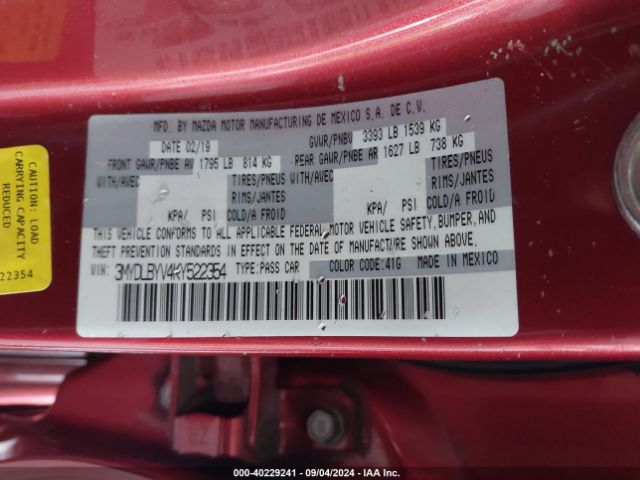 MFD. BY MAZDA MOTOR MANUFACTURING DE MEXICO S.A. DE C.V.
DATE 02/19 GVWR/PNBV 3393 LB 1539 KG
FRONT GAWR/PNBE AV 1795 LB 814 KG REAR GAWR/PNBE AR 1627 LB 738 KG
WITH/AVEC TIRES/PNEUS WITH/AVEC TIRES/PNEUS
RIMS/JANTES RIMS/JANTES
KPA/ PSI COLD/A FROID KPA/ PSI COLD/A FROID
THIS VEHICLE CONFORMS TO ALL APPLICABLE FEDERAL MOTOR VEHICLE SAFETY, BUMPER, AND
THEFT PREVENTION STANDARDS IN EFFECT ON THE DATE OF MANUFACTURE SHOWN ABOVE.
VIN: 3MYDLBYV4KY522354 TYPE: PASS CAR COLOR CODE: 41G MADE IN MEXICO
CAUTION: LOAD
CARRYING CAPACITY
REDUCED
22354
000-40229241 - 09/04/2024 - IAA Inc.